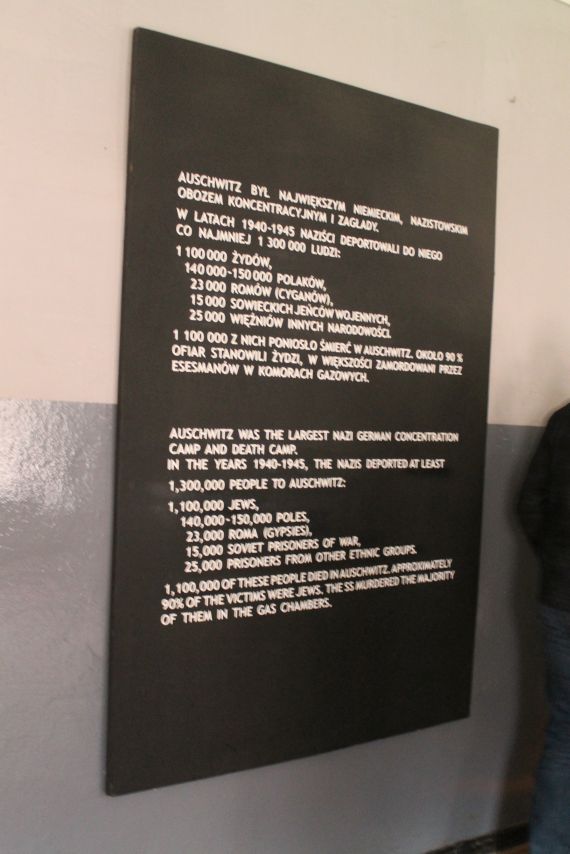 AUSCHWITZ BYŁ NAJWIĘKSZYM NIEMIECKIM, NAZISTOWSKIM
OBOZEM KONCENTRACYJNYM I ZAGŁADY.
W LATACH 1940-1945 NAZIŚCI DEPORTOWALI DO NIEGO
CO NAJMNIEJ 1 300 000 LUDZI:
1 100 000 ŻYDÓW,
140 000-150 000 POLAKÓW,
23 000 ROMÓW (CYGANÓW),
15 000 SOWIECKICH JEŃCÓW WOJENNYCH,
25 000 WIĘŹNIÓW INNYCH NARODOWOŚCI.
1 100 000 Z NICH PONIOSŁO ŚMIERĆ W AUSCHWITZ. OKOŁO 90 %
OFIAR STANOWILI ŻYDZI, W WIĘKSZOŚCI ZAMORDOWANI PRZEZ
ESESMANÓW W KOMORACH GAZOWYCH.
AUSCHWITZ WAS THE LARGEST NAZI GERMAN CONCENTRATION
CAMP AND DEATH CAMP.
IN THE YEARS 1940-1945, THE NAZIS DEPORTED AT LEAST
1,300,000 PEOPLE TO AUSCHWITZ:
1,100,000 JEWS,
140,000-150,000 POLES,
23,000 ROMA (GYPSIES),
15,000 SOVIET PRISONERS OF WAR,
25,000 PRISONERS FROM OTHER ETHNIC GROUPS.
1,100,000 OF THESE PEOPLE DIED IN AUSCHWITZ. APPROXIMATELY
90% OF THE VICTIMS WERE JEWS. THE SS MURDERED THE MAJORITY
OF THEM IN THE GAS CHAMBERS.